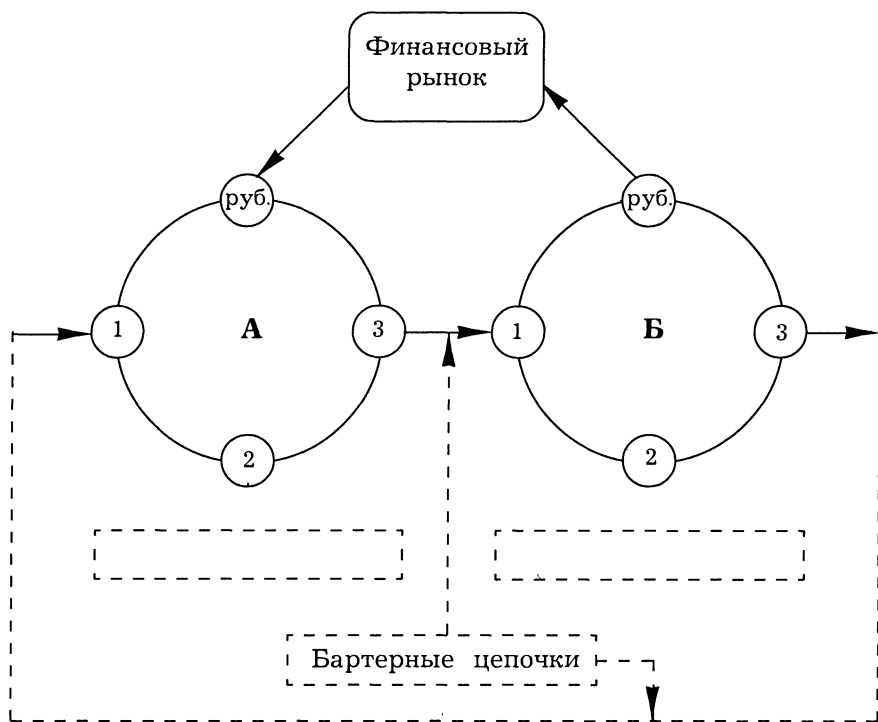 Финансовый
рынок
руб.
руб.
1
А
3
1
Б
3
2
2
Бартерные цепочки